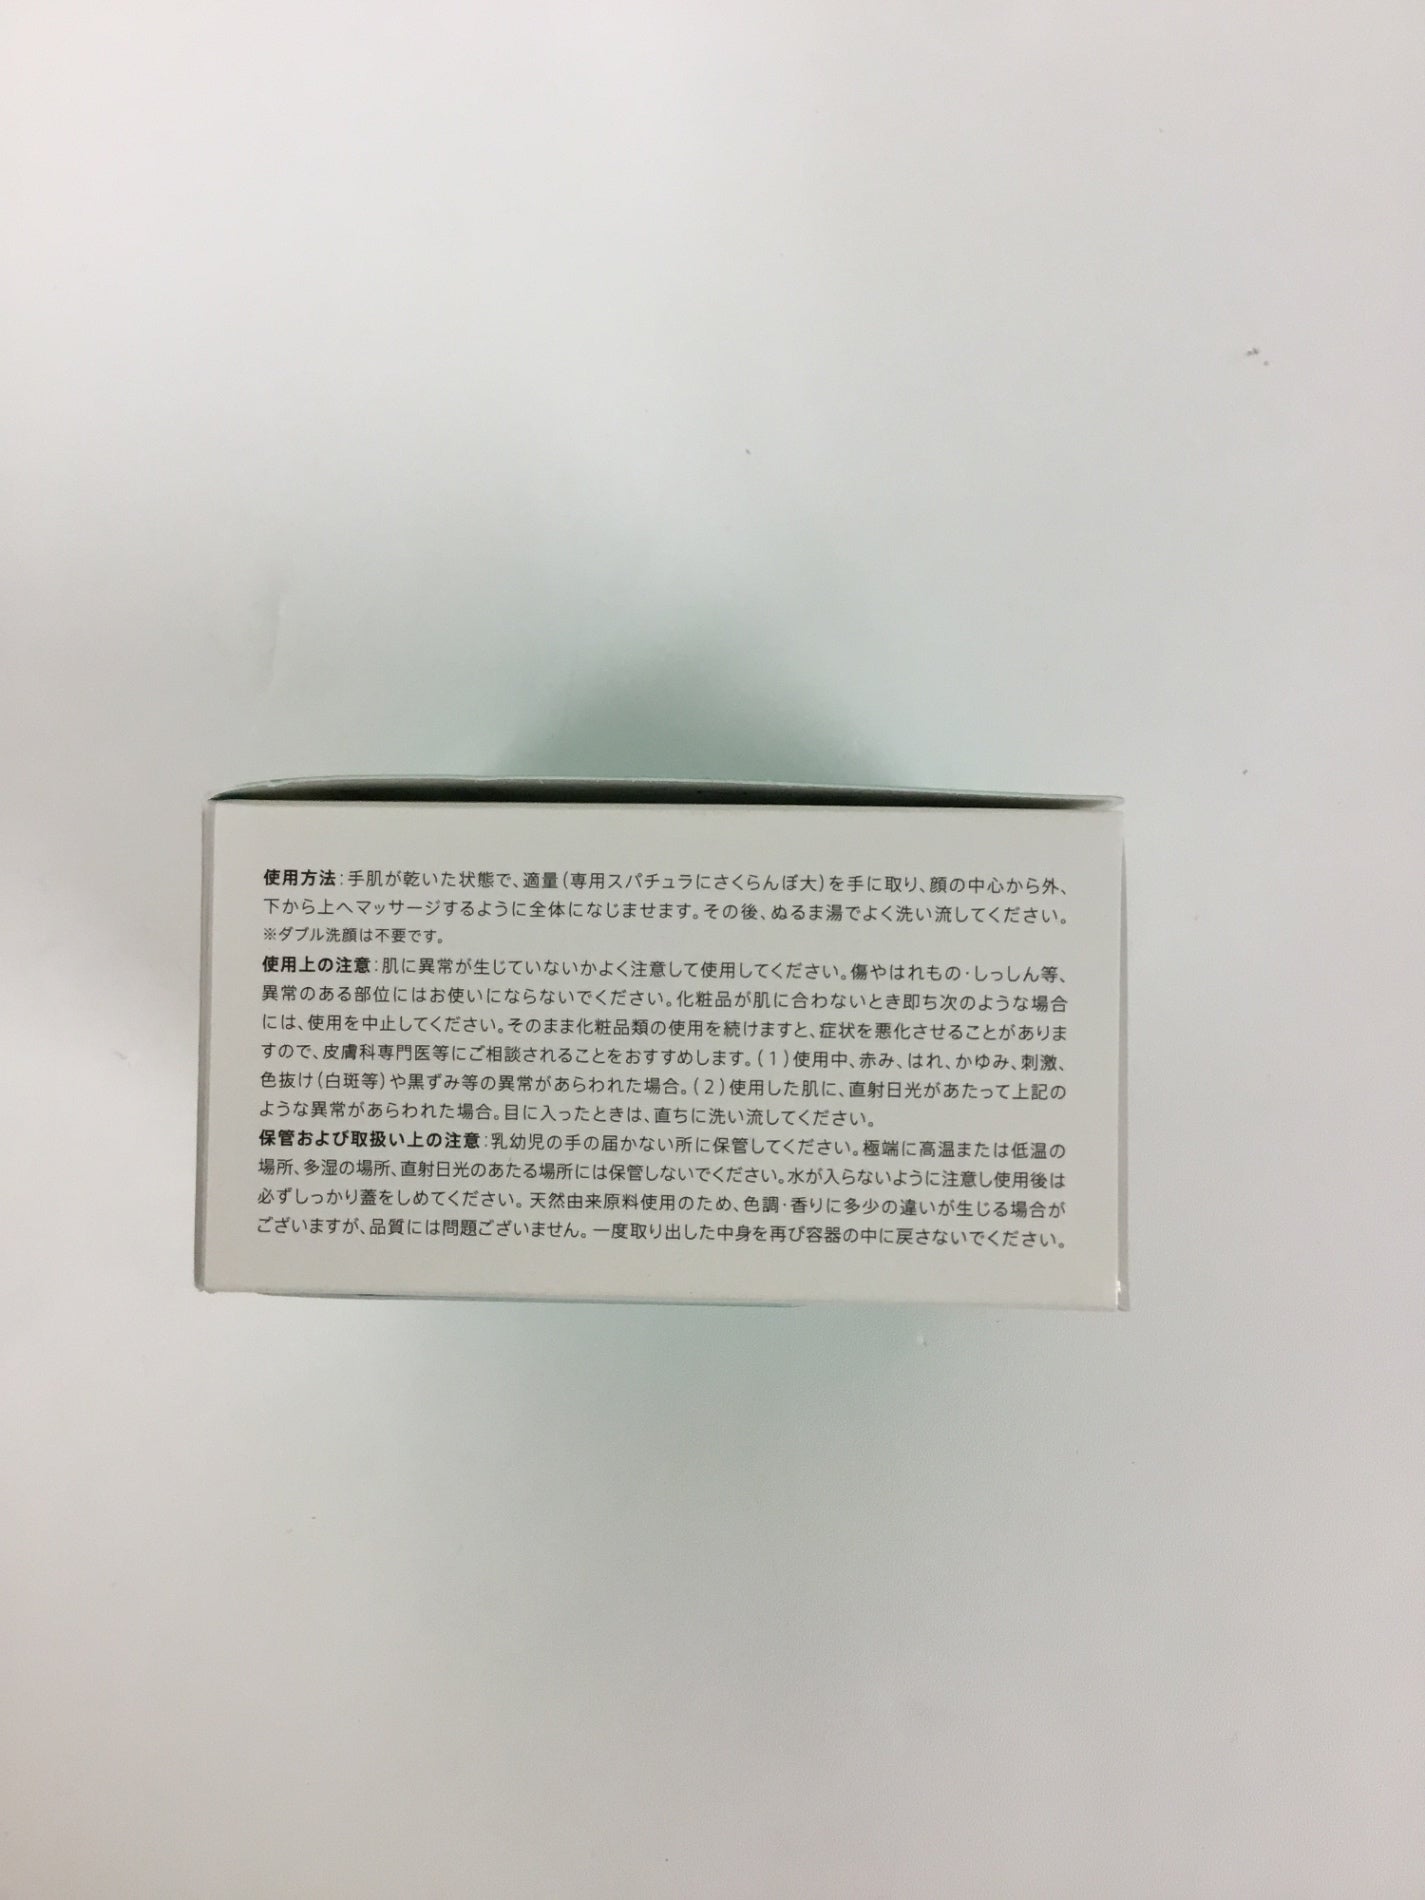 使用方法：手肌が乾いた状態で、適量(専用スパチュラにさくらんぼ大)を手に取り、顔の中心から外、
下から上へマッサージするように全体になじませます。その後、ぬるま湯でよく洗い流してください。
※ダブル洗顔は不要です。
使用上の注意：肌に異常が生じていないかよく注意して使用してください。傷やはれもの・しっしん等、
異常のある部位にはお使いにならないでください。化粧品が肌に合わないとき即ち次のような場合
には、使用を中止してください。そのまま化粧品類の使用を続けますと、症状を悪化させることがありま
すので、皮膚科専門医等にご相談されることをおすすめします。(1)使用中、赤み、はれ、かゆみ、刺激、
色抜け(白斑等)や黒ずみ等の異常があらわれた場合。(2)使用した肌に、直射日光があたって上記の
ような異常があらわれた場合。目に入ったときは、直ちに洗い流してください。
保管および取扱い上の注意：乳幼児の手の届かない所に保管してください。極端に高温または低温の
場所、多湿の場所、直射日光のあたる場所には保管しないでください。水が入らないように注意し使用後は
必ずしっかり蓋をしめてください。天然由来原料使用のため、色調・香りに多少の違いが生じる場合が
ございますが、品質には問題ございません。一度取り出した中身を再び容器の中に戻さないでください。